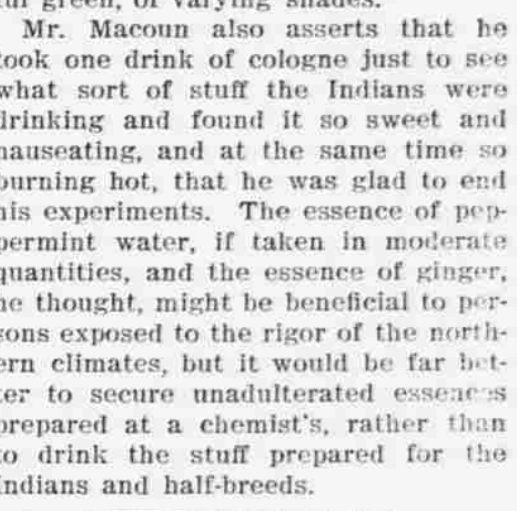 ful green, of varying shades.
Mr. Macoun also asserts that he
took one drink of cologne just to see
what sort of stuff the Indians were
drinking and found it so sweet and
nauseating, and at the same time so
burning hot, that he was glad to end
his experiments. The essence of pep-
permint water, if taken in moderate
quantities, and the essence of ginger,
he thought, might be beneficial to per-
sons exposed to the rigor of the north-
ern climates, but it would be far bet-
ter to secure unadulterated essences
prepared at a chemist's, rather than
to drink the stuff prepared for the
Indians and half-breeds.